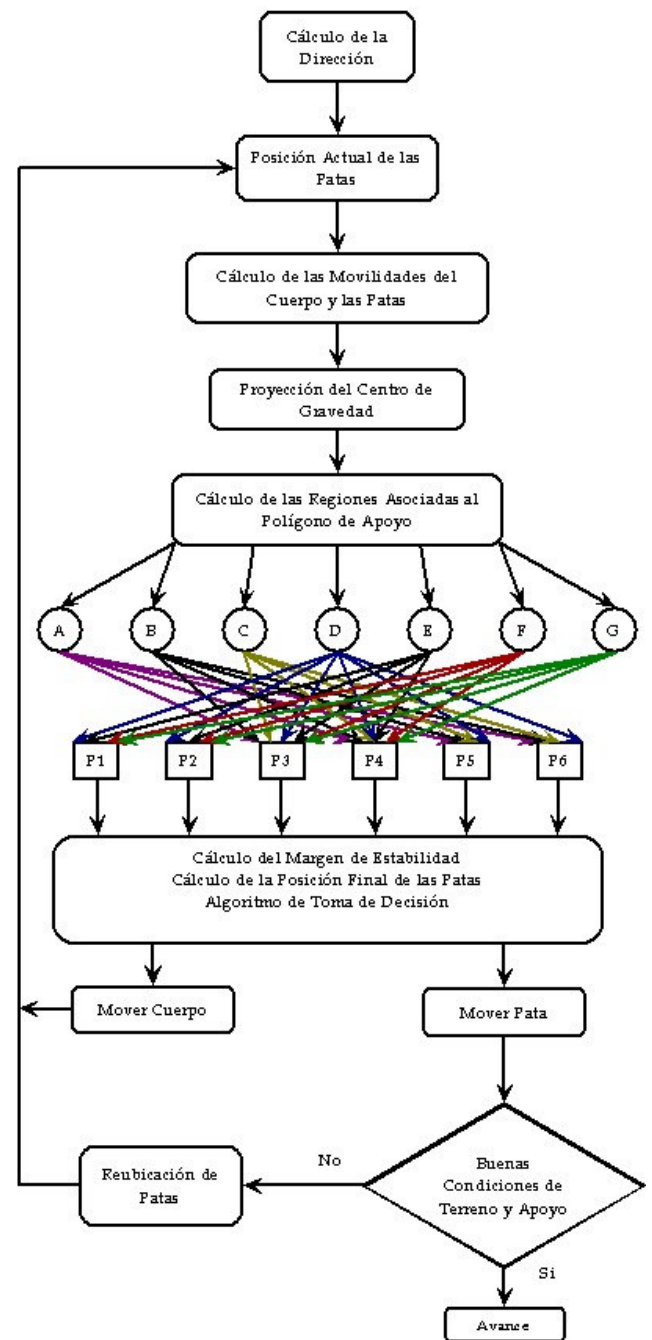 Cálculo de la
Dirección
Posición Actual de las
Patas
Cálculo de las Movilidades del
Cuerpo y las Patas
Proyección del Centro de
Gravedad
Cálculo de las Regiones Asociadas al
Polígono de Apoyo
A B C D E F G
P1 P2 P3 P4 P5 P6
Cálculo del Margen de Estabilidad
Cálculo de la Posición Final de las Patas
Algoritmo de Toma de Decisión
Mover Cuerpo
Mover Pata
Reubicación de
Patas
No
Buenas
Condiciones de
Terreno y Apoyo
Si
Avance